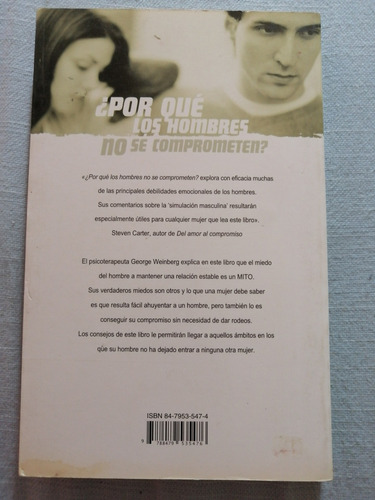 ¿POR QUÉ
LOS HOMBRES
NO SE COMPROMETEN?
«¿Por qué los hombres no se comprometen? explora con eficacia muchas
de las principales debilidades emocionales de los hombres.
Sus comentarios sobre la 'simulación masculina' resultarán
especialmente útiles para cualquier mujer que lea este libro».
Steven Carter, autor de Del amor al compromiso
El psicoterapeuta George Weinberg explica en este libro que el miedo
del hombre a mantener una relación estable es un MITO.
Sus verdaderos miedos son otros y lo que una mujer debe saber
es que resulta fácil ahuyentar a un hombre, pero también lo es
conseguir su compromiso sin necesidad de dar rodeos.
Los consejos de este libro le permitirán llegar a aquellos ámbitos en los
que su hombre no ha dejado entrar a ninguna otra mujer.
ISBN 84-7953-547-4
9 788479 535476